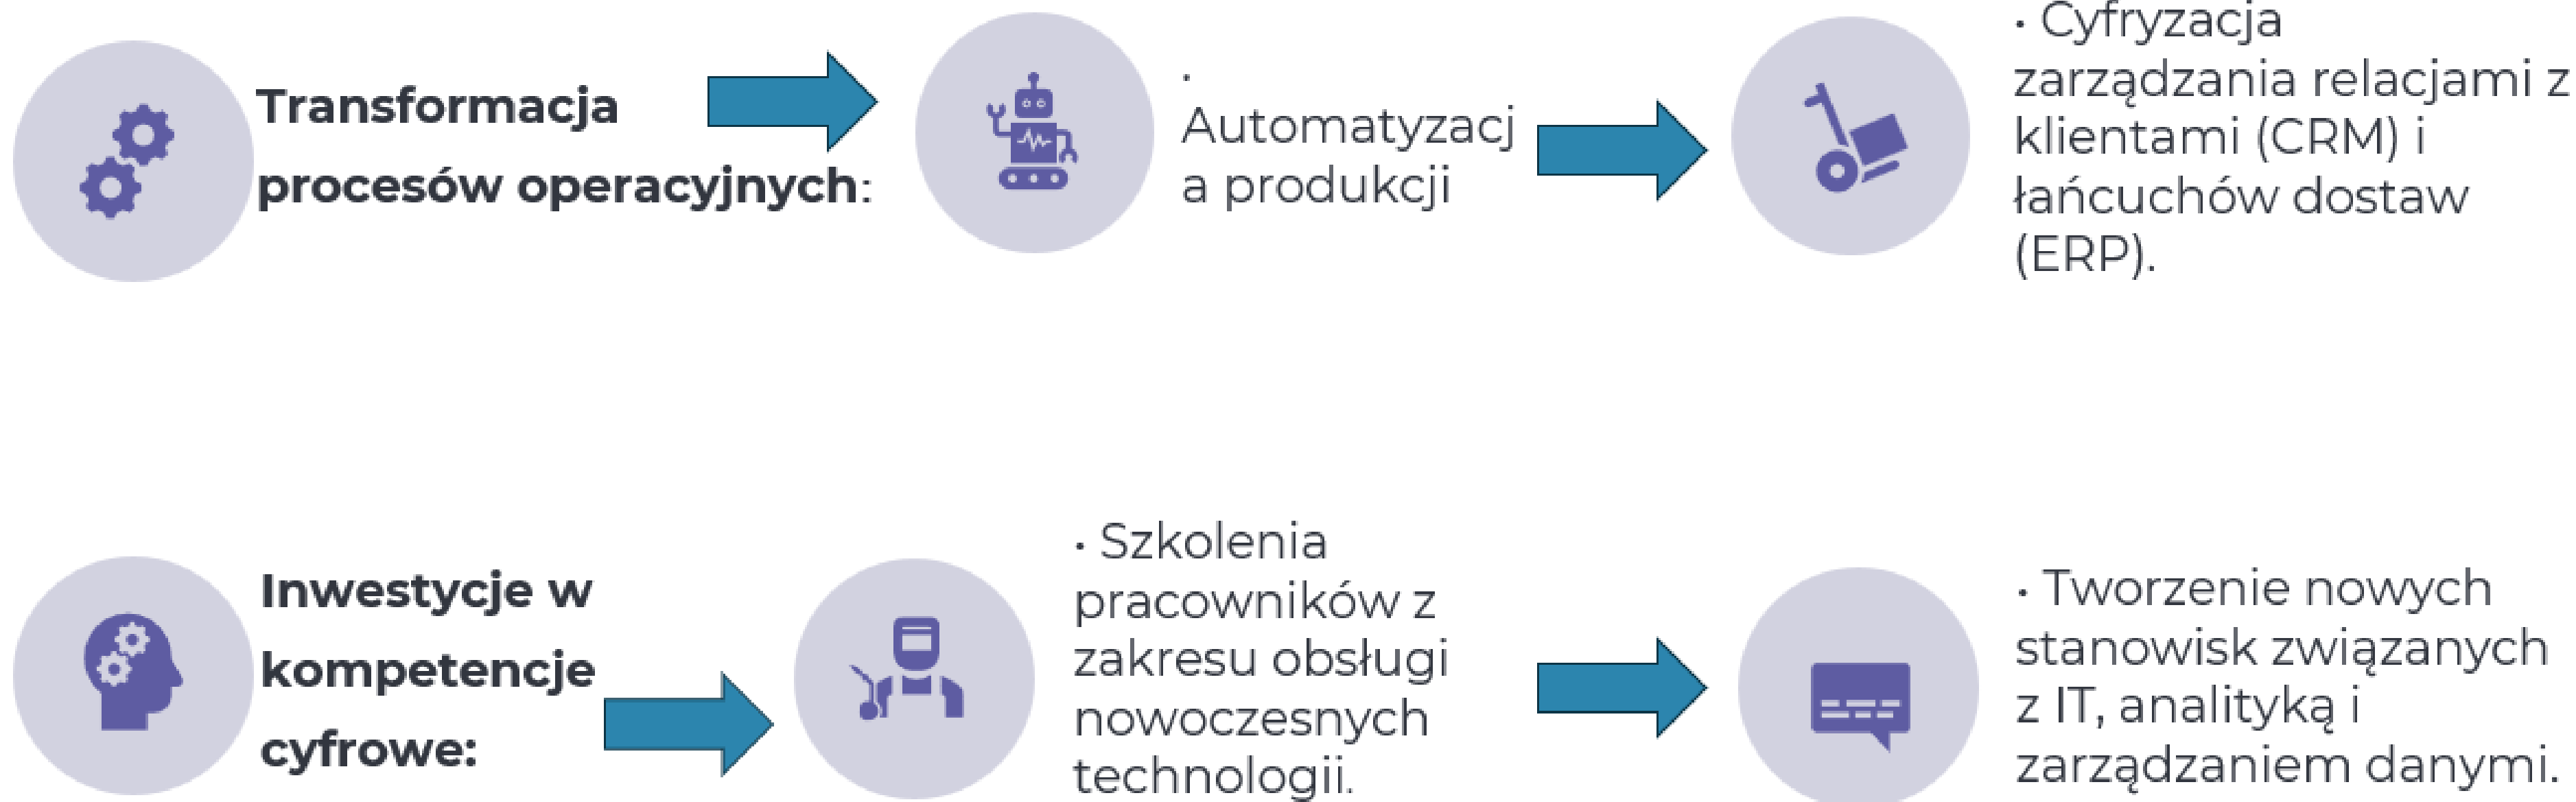 Transformacja
procesów operacyjnych:
•
Automatyzacj
a produkcji
• Cyfryzacja
zarządzania relacjami z
klientami (CRM) i
łańcuchów dostaw
(ERP).
Inwestycje w
kompetencje
cyfrowe:
• Szkolenia
pracowników z
zakresu obsługi
nowoczesnych
technologii.
• Tworzenie nowych
stanowisk związanych
z IT, analityką i
zarządzaniem danymi.